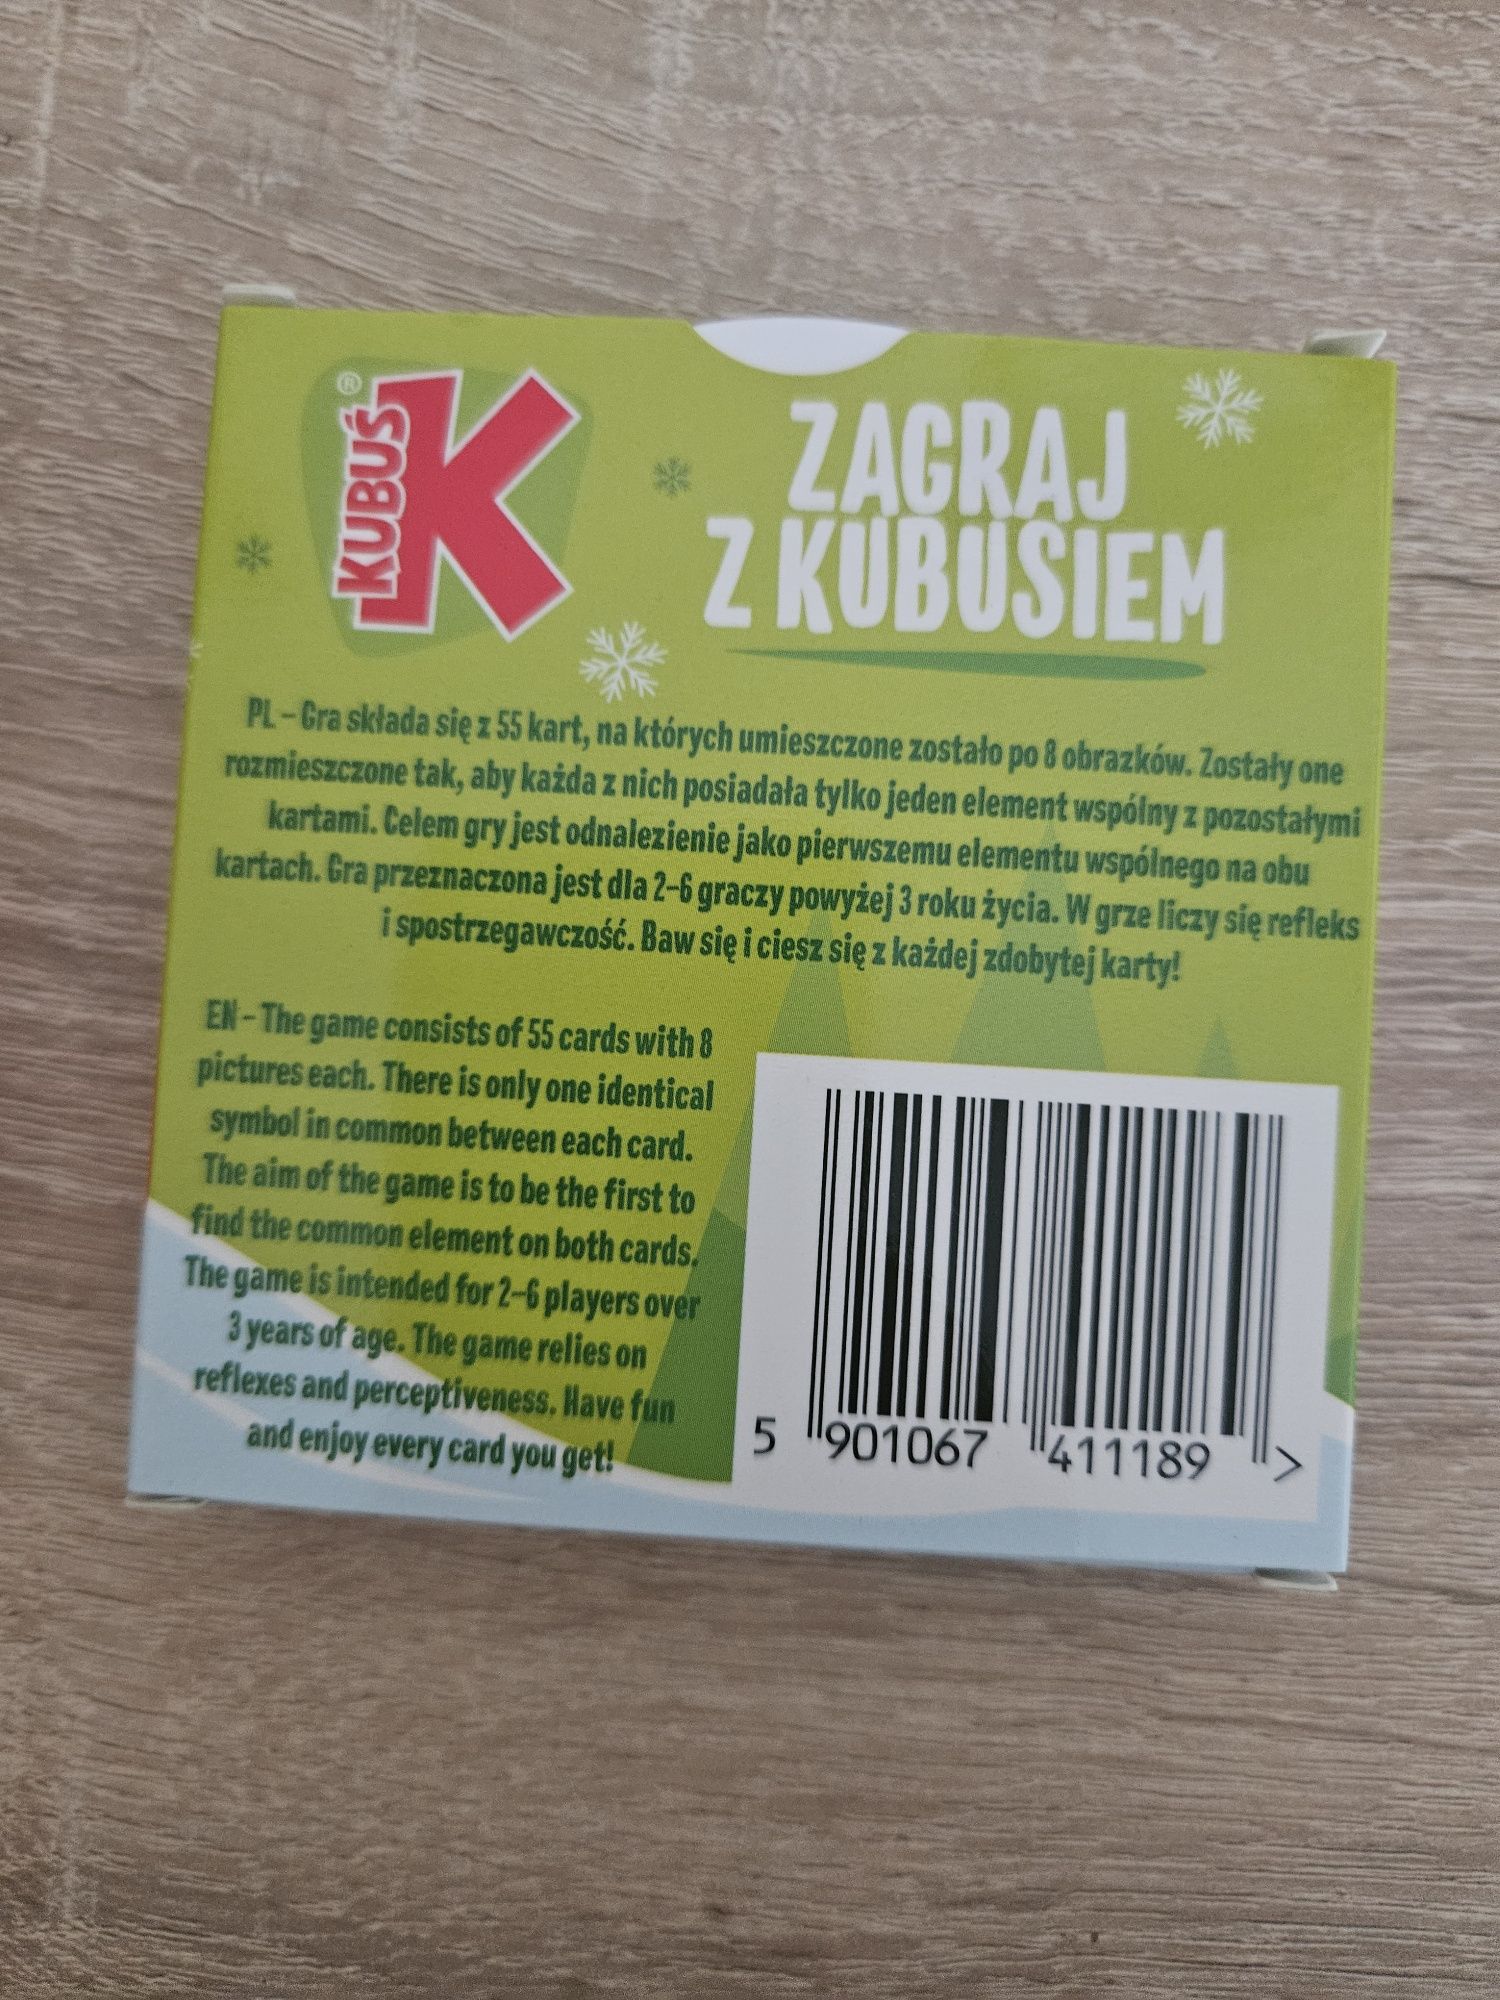 KUBUŚ
K
®
ZAGRAJ
Z KUBUSIEM
PL – Gra składa się z 55 kart, na których umieszczone zostało po 8 obrazków. Zostały one
rozmieszczone tak, aby każda z nich posiadała tylko jeden element wspólny z pozostałymi
kartami. Celem gry jest odnalezienie jako pierwszemu elementu wspólnego na obu
kartach. Gra przeznaczona jest dla 2–6 graczy powyżej 3 roku życia. W grze liczy się refleks
i spostrzegawczość. Baw się i ciesz się z każdej zdobytej karty!
EN – The game consists of 55 cards with 8
pictures each. There is only one identical
symbol in common between each card.
The aim of the game is to be the first to
find the common element on both cards.
The game is intended for 2–6 players over
3 years of age. The game relies on
reflexes and perceptiveness. Have fun
and enjoy every card you get!
5 901067 411189 >